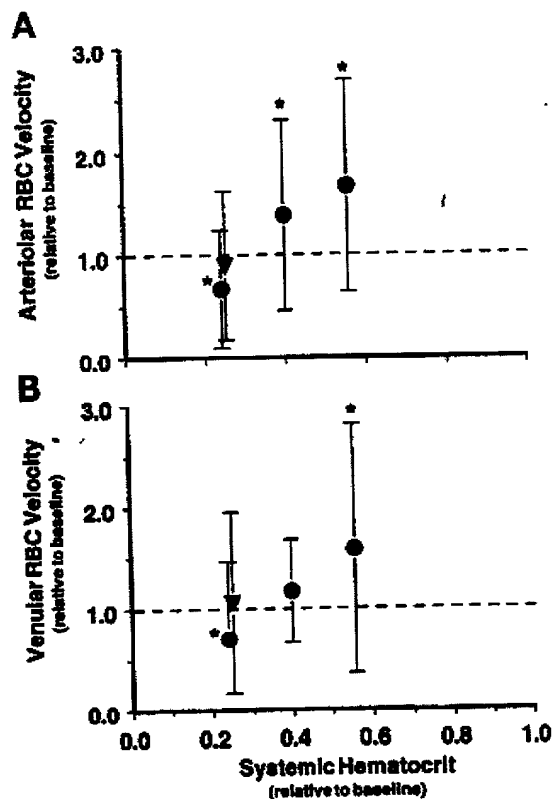 A
3.0
2.0
1.0
0.0
Arteriolar RBC Velocity
(relative to baseline)
*
*
*
B
3.0
2.0
1.0
0.0
Venular RBC Velocity
(relative to baseline)
*
*
0.0 0.2 0.4 0.6 0.8 1.0
Systemic Hematocrit
(relative to baseline)